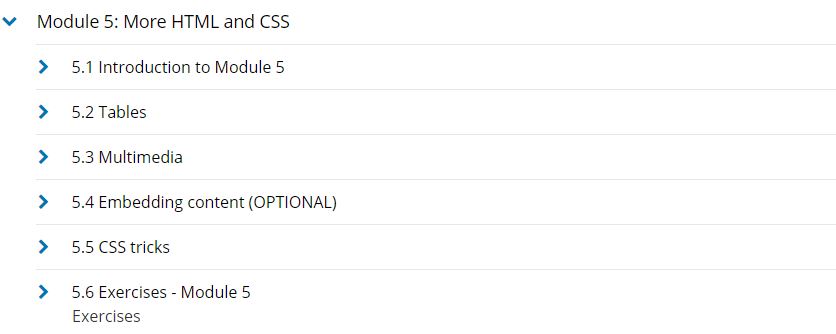 Module 5: More HTML and CSS
5.1 Introduction to Module 5
5.2 Tables
5.3 Multimedia
5.4 Embedding content (OPTIONAL)
5.5 CSS tricks
5.6 Exercises - Module 5
Exercises